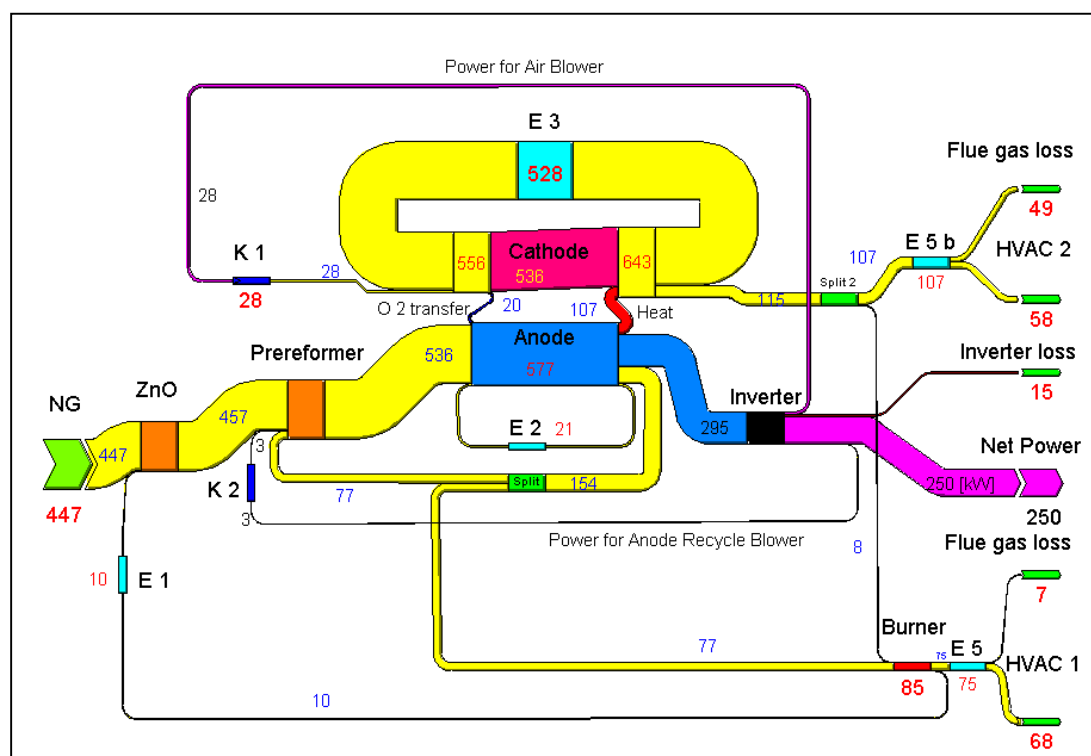 Power for Air Blower
E 3
Flue gas loss
528
28
49
K 1
28
28
556
Cathode
536
643
107
E 5 b
107
HVAC 2
Split 2
115
58
O 2 transfer
20
107
Heat
Prereformer
536
Anode
577
Inverter loss
15
NG
ZnO
457
447
447
Inverter
295
E 2
21
3
K 2
3
77
Split
154
Net Power
250 [kW]
250
Power for Anode Recycle Blower
8
Flue gas loss
7
10
E 1
Burner
77
75
E 5
HVAC 1
85
75
10
68